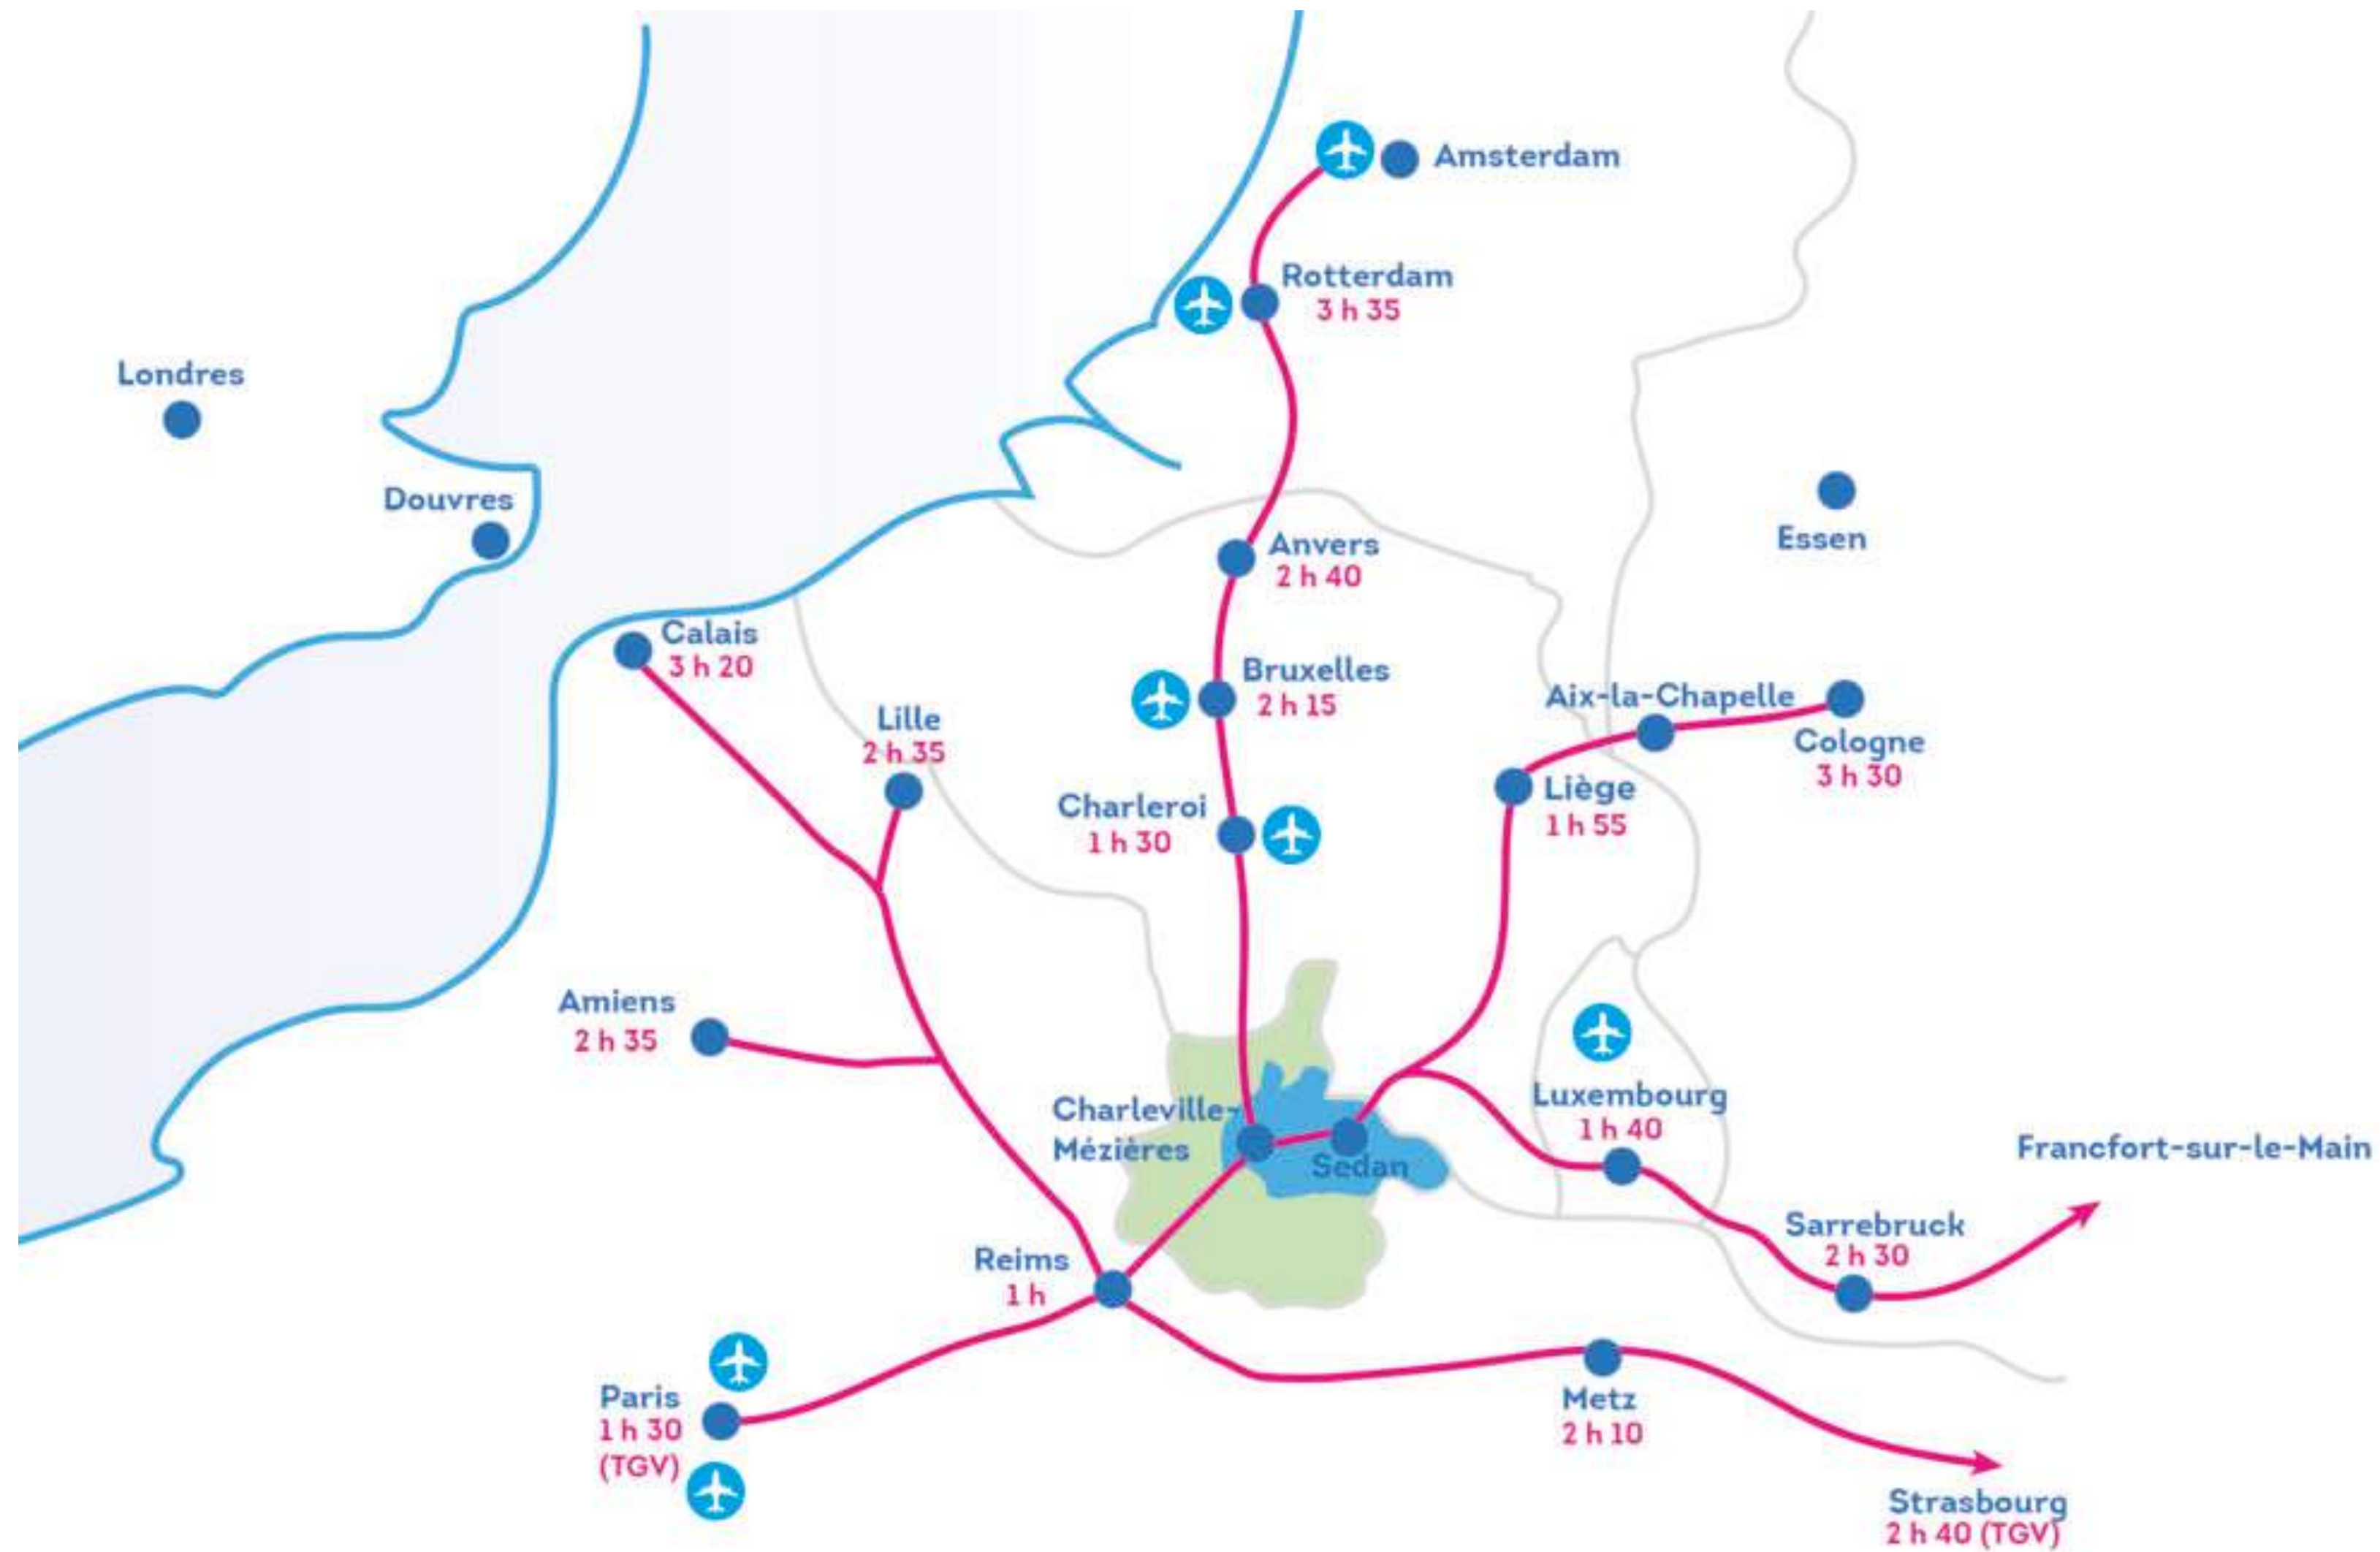 Amsterdam
Rotterdam
3 h 35
Londres
Douvres
Essen
Anvers
2 h 40
Calais
3 h 20
Bruxelles
2 h 15
Aix-la-Chapelle
Lille
2 h 35
Cologne
3 h 30
Charleroi
1 h 30
Liège
1 h 55
Amiens
2 h 35
Luxembourg
1 h 40
Charleville-
Mézières
Sedan
Francfort-sur-le-Main
Sarrebruck
2 h 30
Reims
1 h
Paris
1 h 30
(TGV)
Metz
2 h 10
Strasbourg
2 h 40 (TGV)